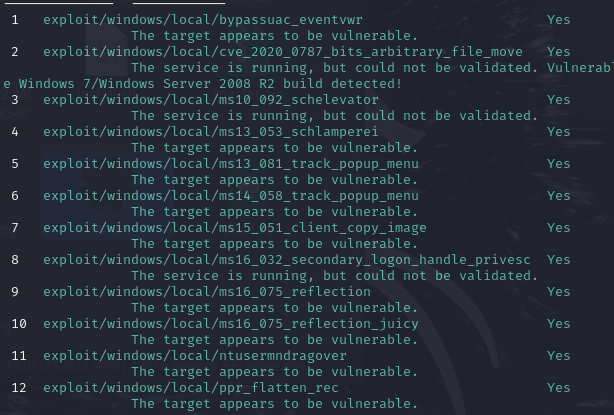 1 exploit/windows/local/bypassuac_eventvwr Yes
The target appears to be vulnerable.
2 exploit/windows/local/cve_2020_0787_bits_arbitrary_file_move Yes
The service is running, but could not be validated. Vulnerabl
e Windows 7/Windows Server 2008 R2 build detected!
3 exploit/windows/local/ms10_092_schelevator Yes
The service is running, but could not be validated.
4 exploit/windows/local/ms13_053_schlamperei Yes
The target appears to be vulnerable.
5 exploit/windows/local/ms13_081_track_popup_menu Yes
The target appears to be vulnerable.
6 exploit/windows/local/ms14_058_track_popup_menu Yes
The target appears to be vulnerable.
7 exploit/windows/local/ms15_051_client_copy_image Yes
The target appears to be vulnerable.
8 exploit/windows/local/ms16_032_secondary_logon_handle_privesc Yes
The service is running, but could not be validated.
9 exploit/windows/local/ms16_075_reflection Yes
The target appears to be vulnerable.
10 exploit/windows/local/ms16_075_reflection_juicy Yes
The target appears to be vulnerable.
11 exploit/windows/local/ntusermndragover Yes
The target appears to be vulnerable.
12 exploit/windows/local/ppr_flatten_rec Yes
The target appears to be vulnerable.